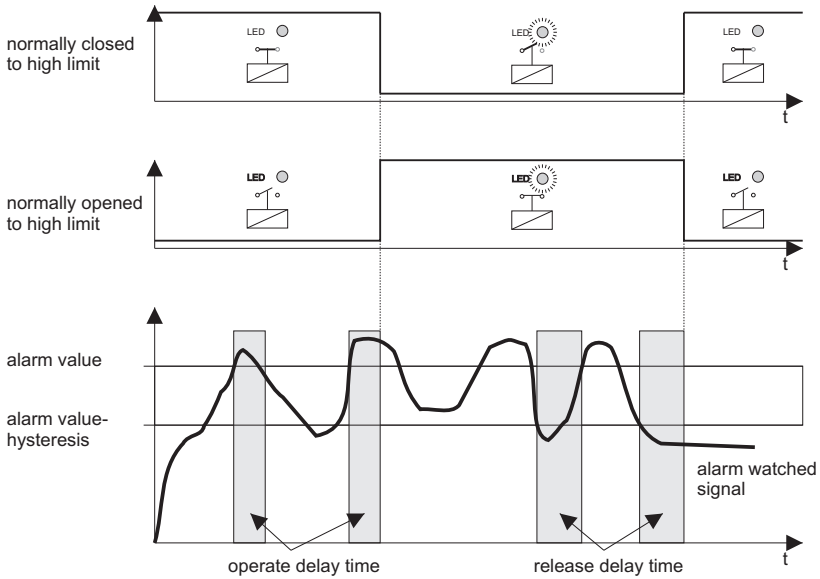 normally closed
to high limit
LED
LED
LED
t
normally opened
to high limit
LED
LED
LED
t
alarm value
alarm value-
hysteresis
alarm watched
signal
operate delay time
release delay time
t